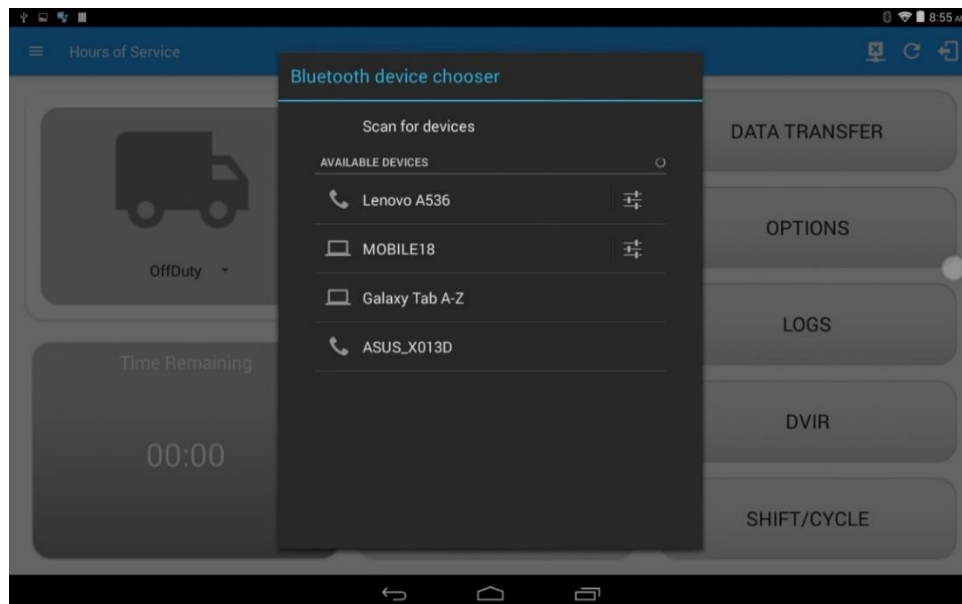 8:55 AM
Hours of Service
Bluetooth device chooser
Scan for devices
AVAILABLE DEVICES
Lenovo A536
MOBILE18
Galaxy Tab A-Z
ASUS_X013D
OffDuty
Time Remaining
00:00
DATA TRANSFER
OPTIONS
LOGS
DVIR
SHIFT/CYCLE